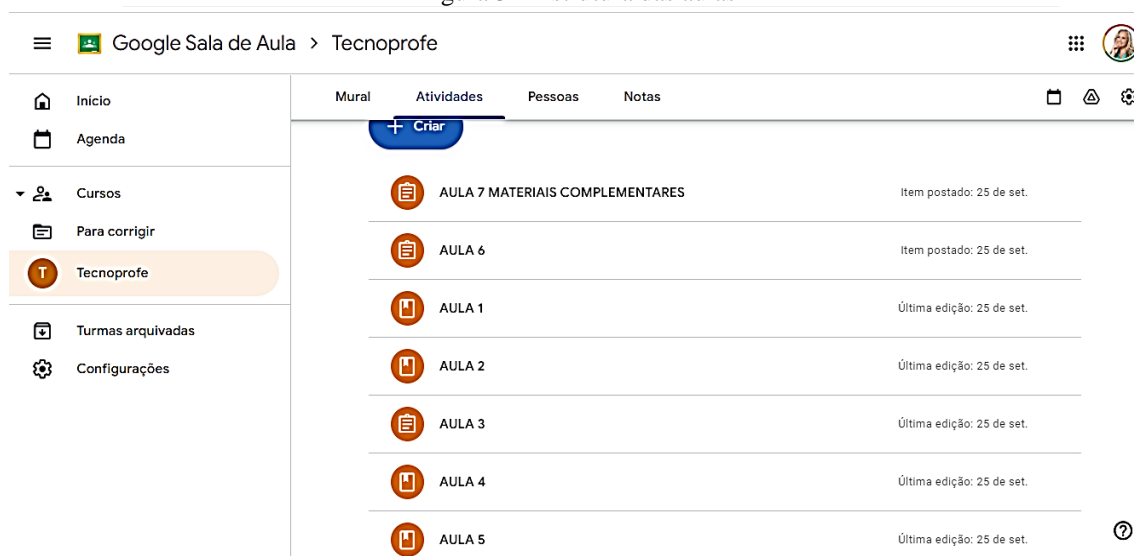 Google Sala de Aula > Tecnoprofe
Início
Agenda
Cursos
Para corrigir
T Tecnoprofe
Turmas arquivadas
Configurações
Mural Atividades Pessoas Notas
+ Criar
AULA 7 MATERIAIS COMPLEMENTARES Item postado: 25 de set.
AULA 6 Item postado: 25 de set.
AULA 1 Última edição: 25 de set.
AULA 2 Última edição: 25 de set.
AULA 3 Última edição: 25 de set.
AULA 4 Última edição: 25 de set.
AULA 5 Última edição: 25 de set.